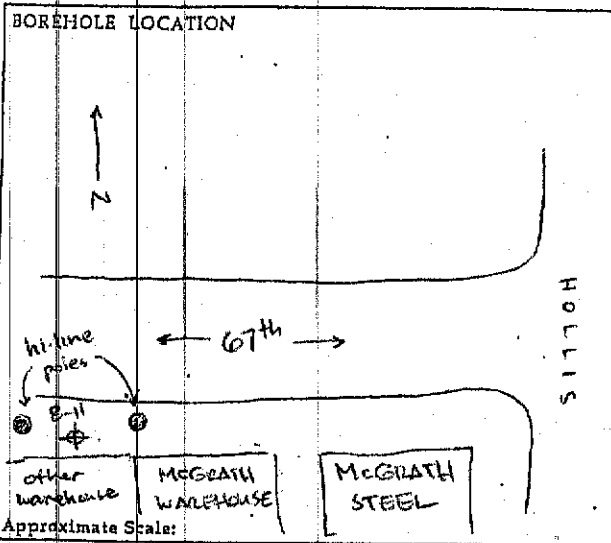 BOREHOLE LOCATION
N
HOLLIS
67th
hi-line
poles
B-11
other
warehouse
McGRATH
WAREHOUSE
McGRATH
STEEL
Approximate Scale: